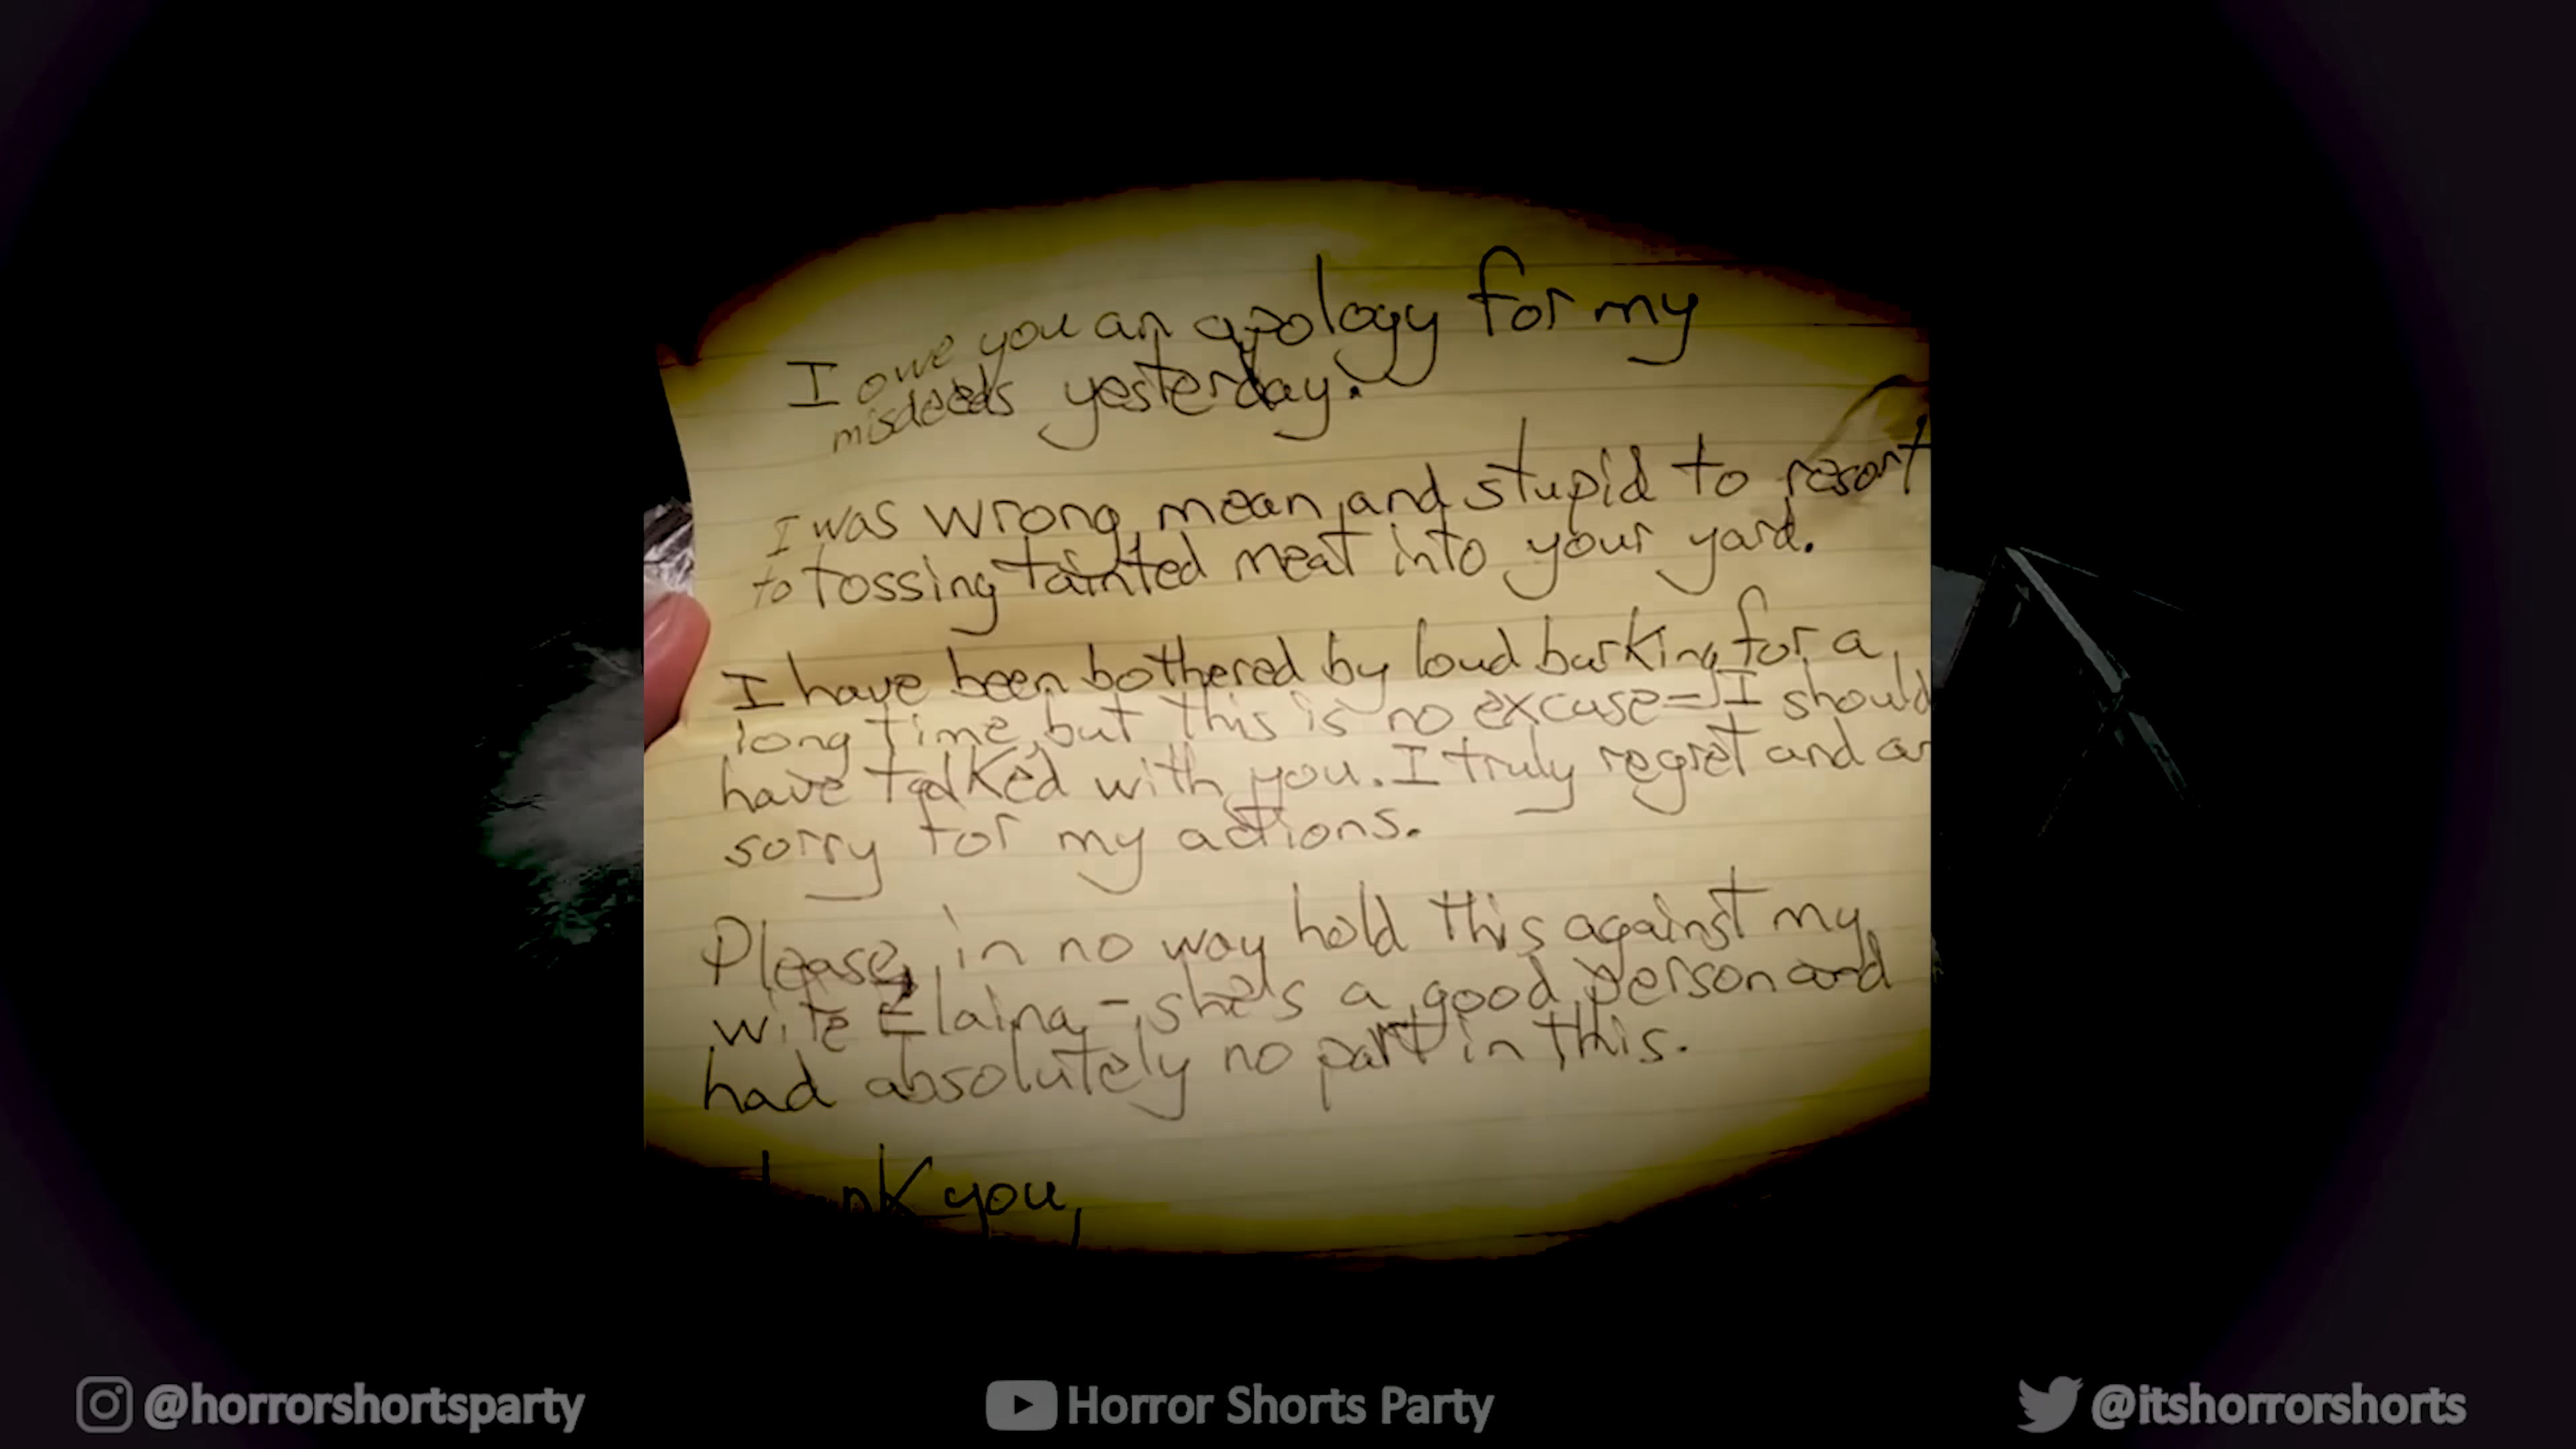 I owe you an apology for my
misdeeds yesterday.
I was wrong, mean, and stupid to resort
to tossing tainted meat into your yard.
I have been bothered by loud barking for a
long time, but this is no excuse - I should
have talked with you. I truly regret and
sorry for my actions.
Please, in no way hold this against my
wife Elaina - she's a good person and
had absolutely no part in this.
you,
@horrorshortsparty
Horror Shorts Party
@itshorrorshorts